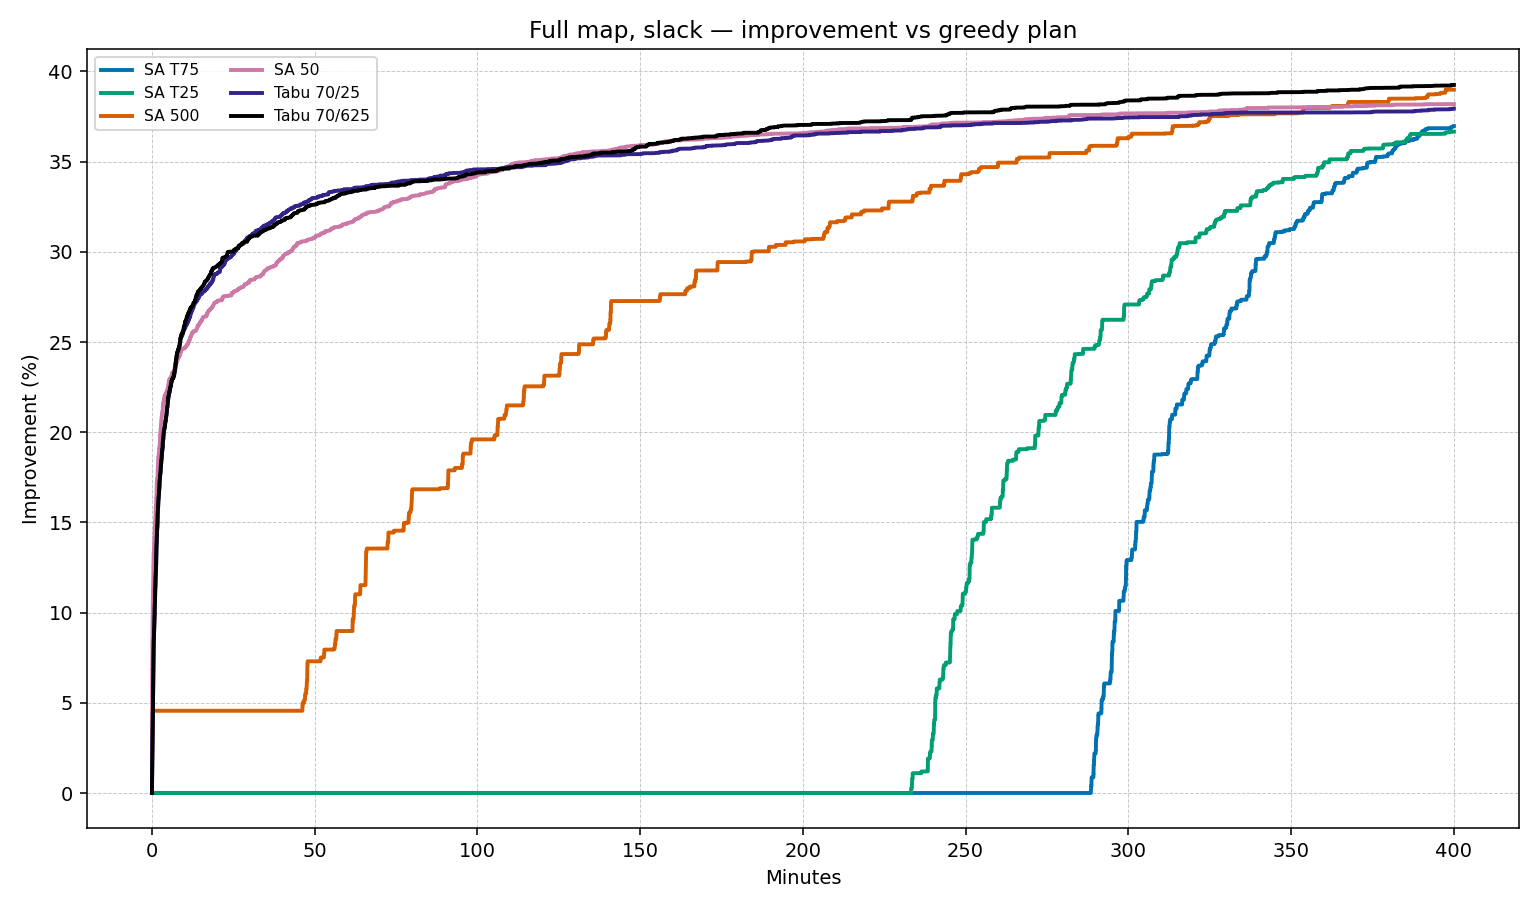 Full map, slack — improvement vs greedy plan
SA T75
SA T25
SA 500
SA 50
Tabu 70/25
Tabu 70/625
Improvement (%)
40
35
30
25
20
15
10
5
0
0 50 100 150 200 250 300 350 400
Minutes